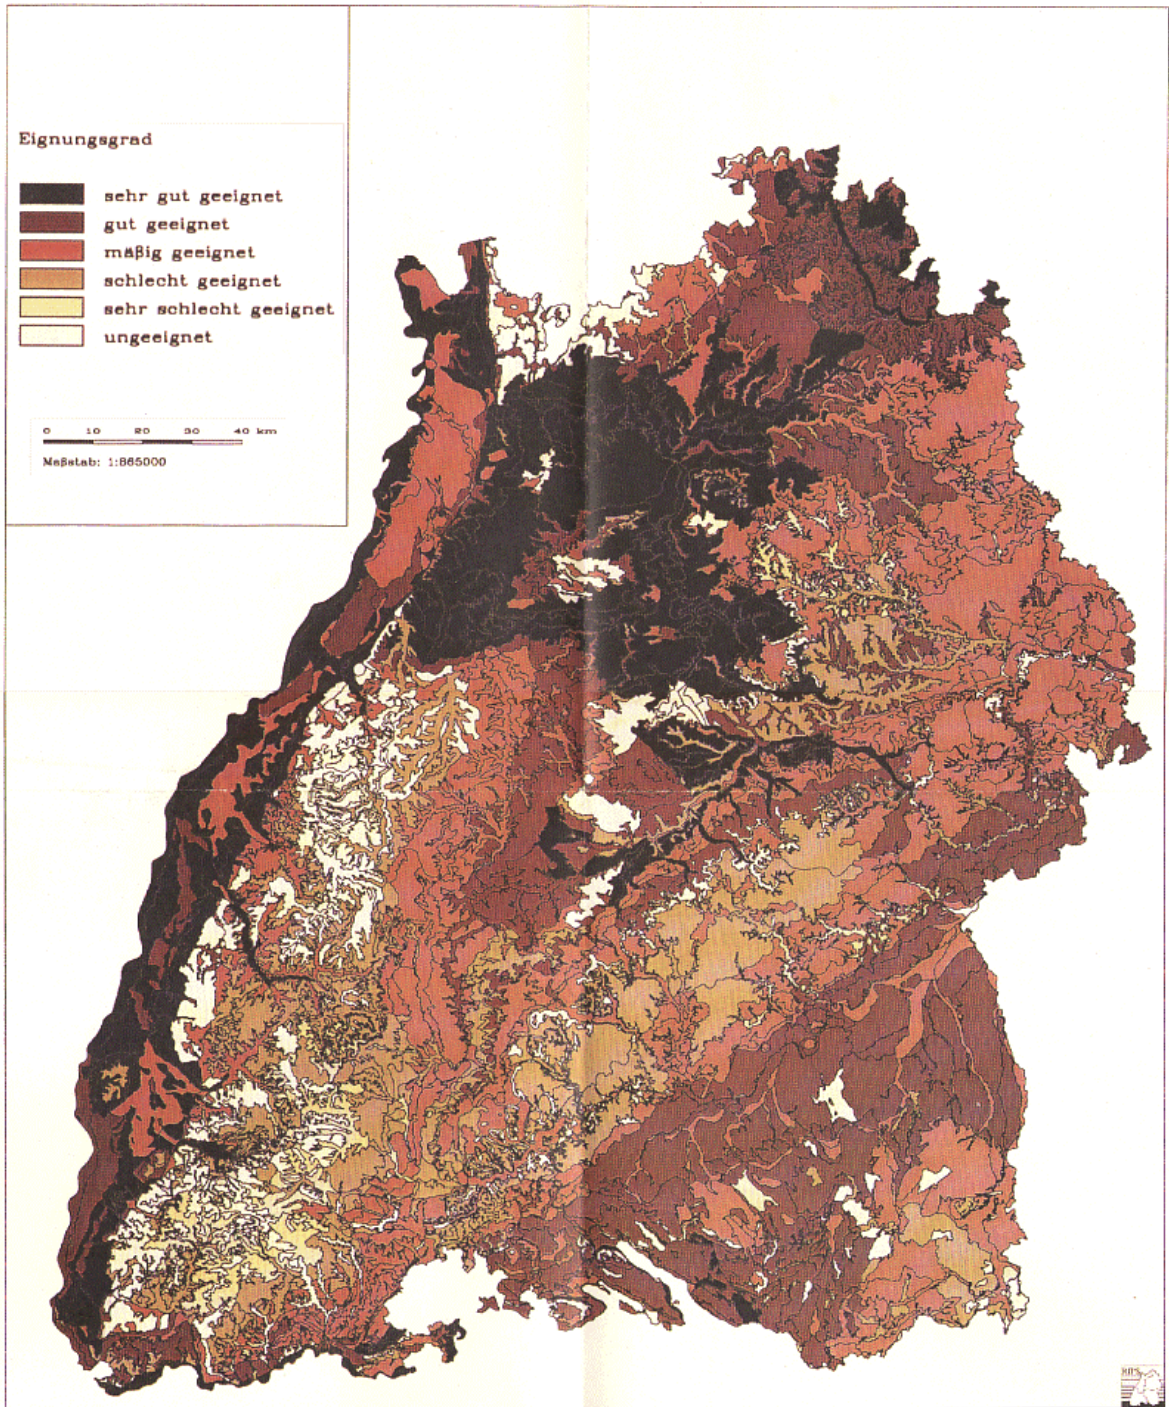 Eignungsgrad
sehr gut geeignet
gut geeignet
mäßig geeignet
schlecht geeignet
sehr schlecht geeignet
ungeeignet
0 10 20 30 40 km
Maßstab: 1:865000